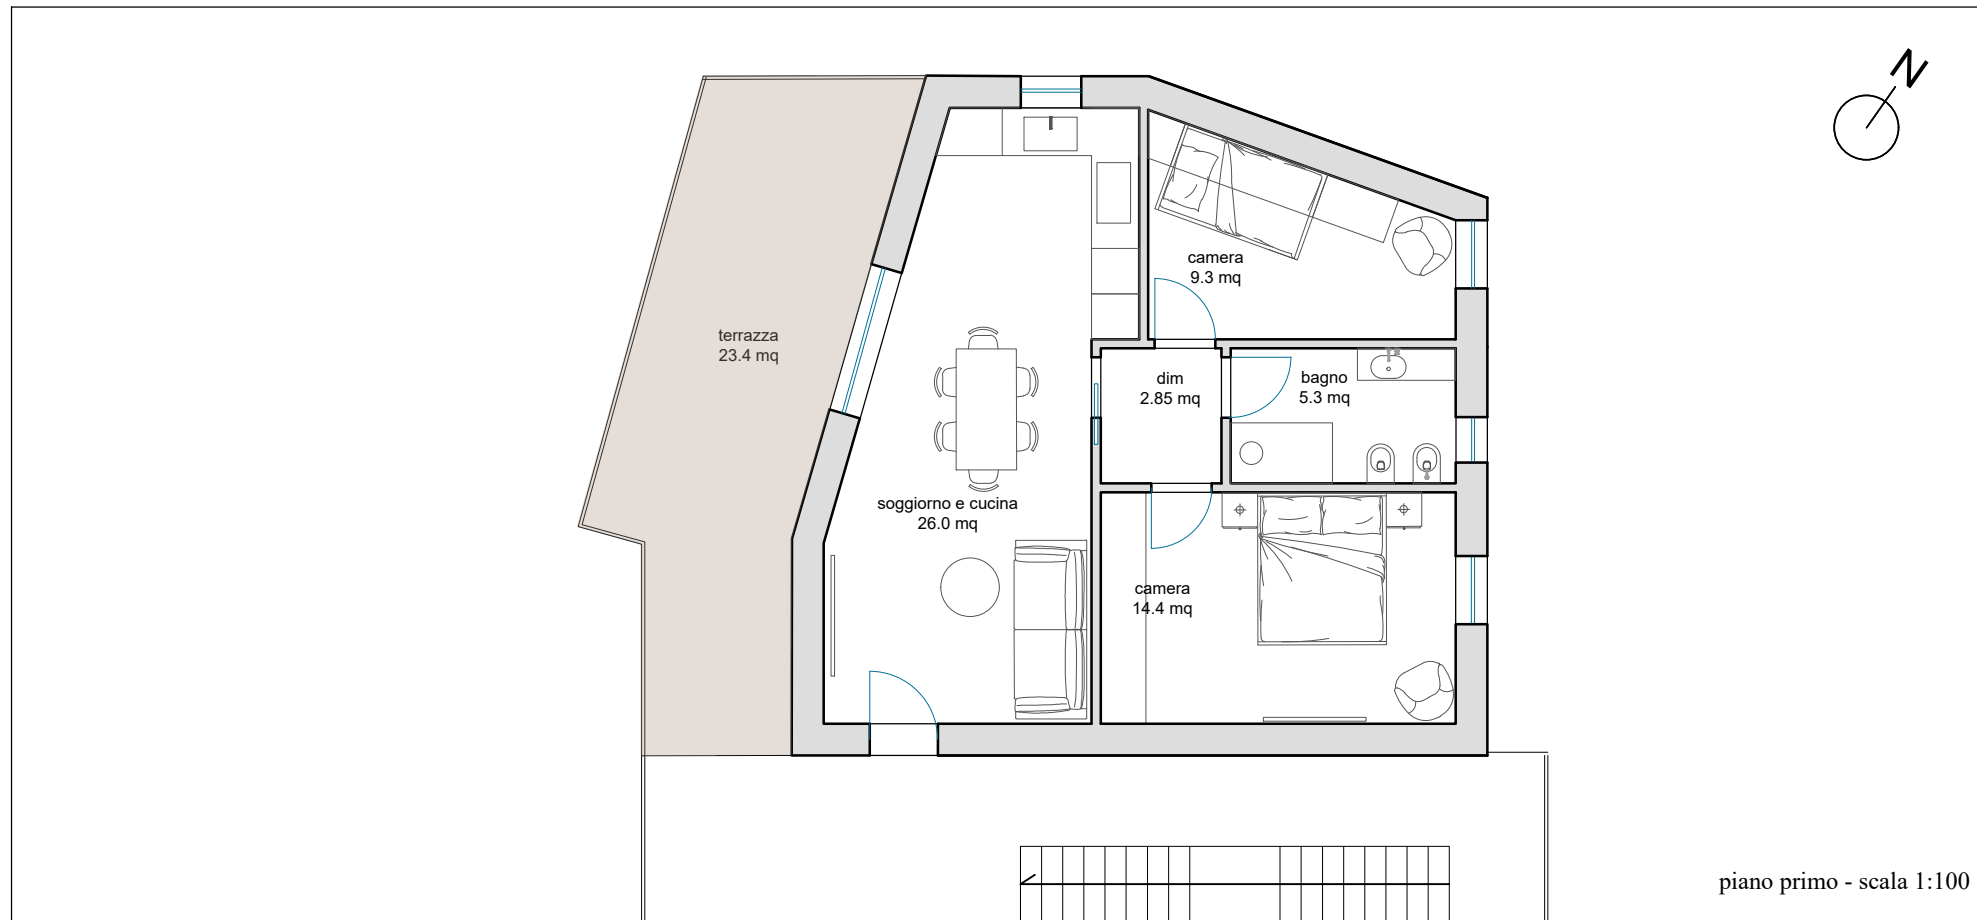 N
camera
9.3 mq
terrazza
23.4 mq
dim
2.85 mq
bagno
5.3 mq
soggiorno e cucina
26.0 mq
camera
14.4 mq
piano primo - scala 1:100